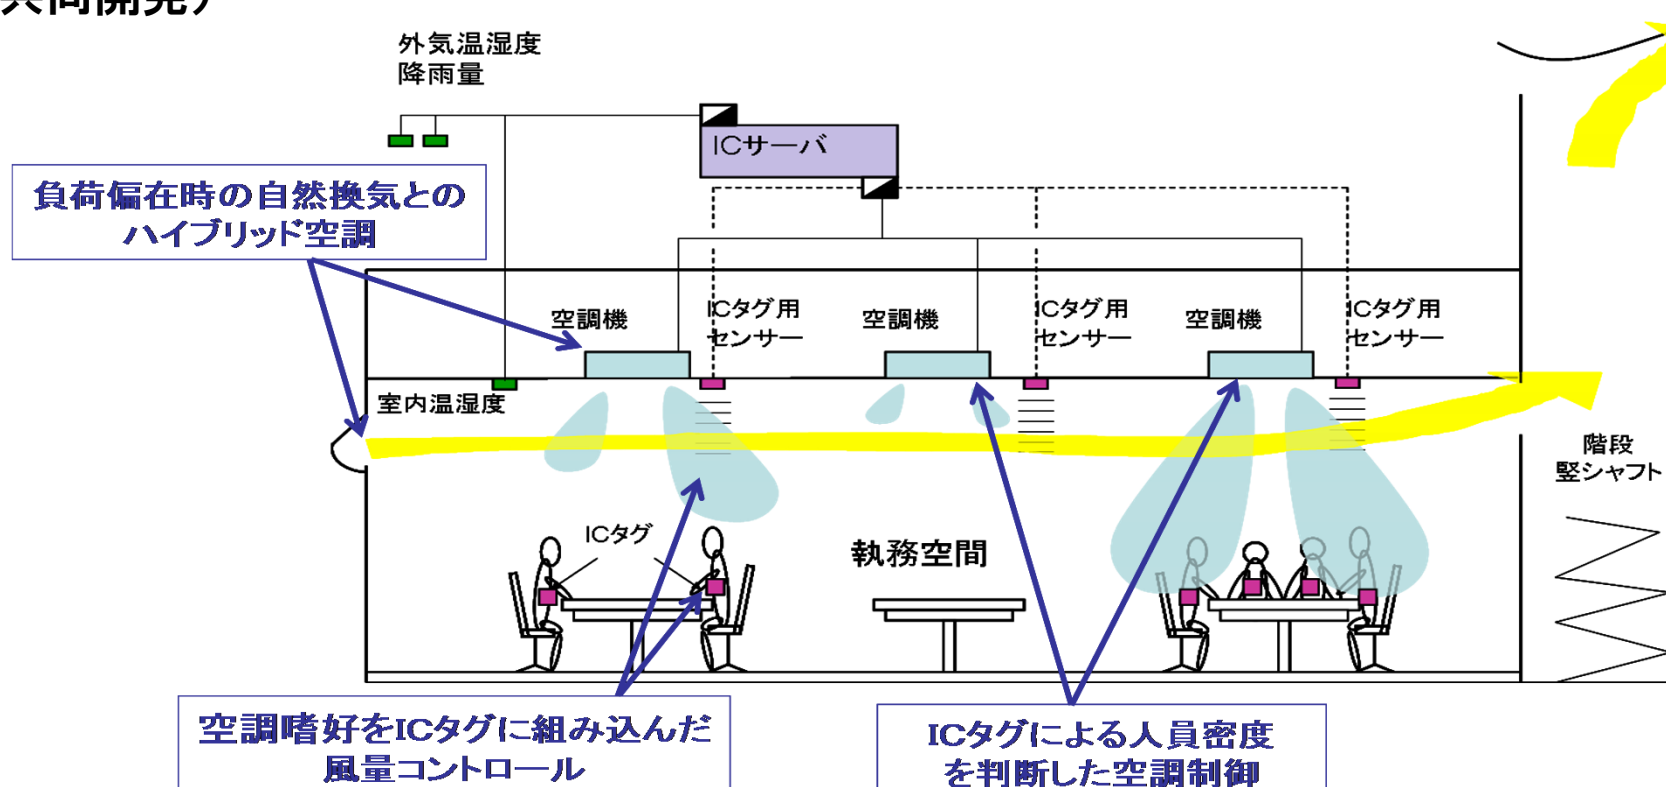 共同開発)
外気温湿度
降雨量
ICサーバ
負荷偏在時の自然換気との
ハイブリッド空調
空調機
ICタグ用
センサー
空調機
ICタグ用
センサー
空調機
ICタグ用
センサー
室内温湿度
階段
竪シャフト
ICタグ
執務空間
空調嗜好をICタグに組み込んだ
風量コントロール
ICタグによる人員密度
を判断した空調制御